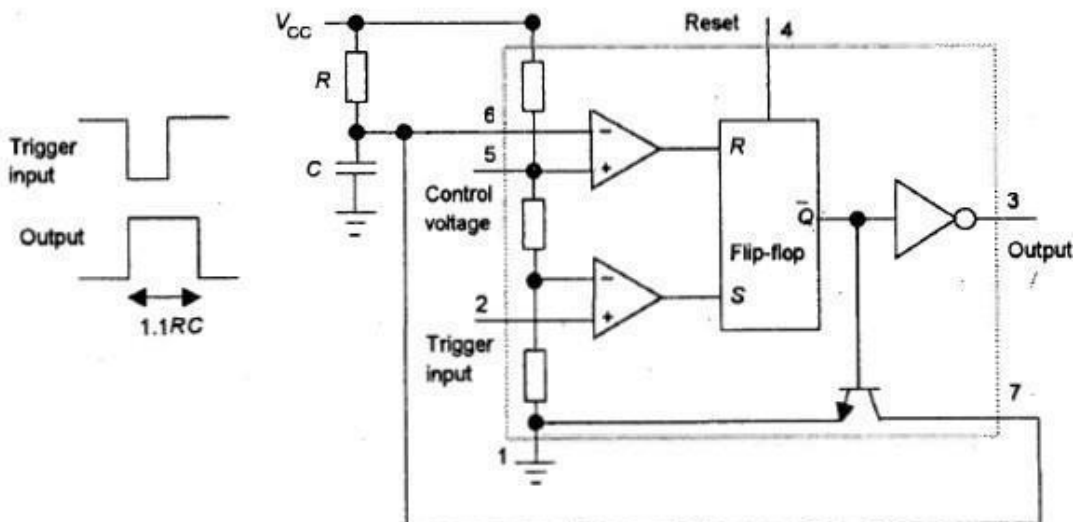 V_CC
Reset
4
R
6
Trigger
input
−
R
5
+
C
Control
voltage
Q̄
3
Output
Flip-flop
Output
−
S
1.1RC
2
+
Trigger
input
7
1